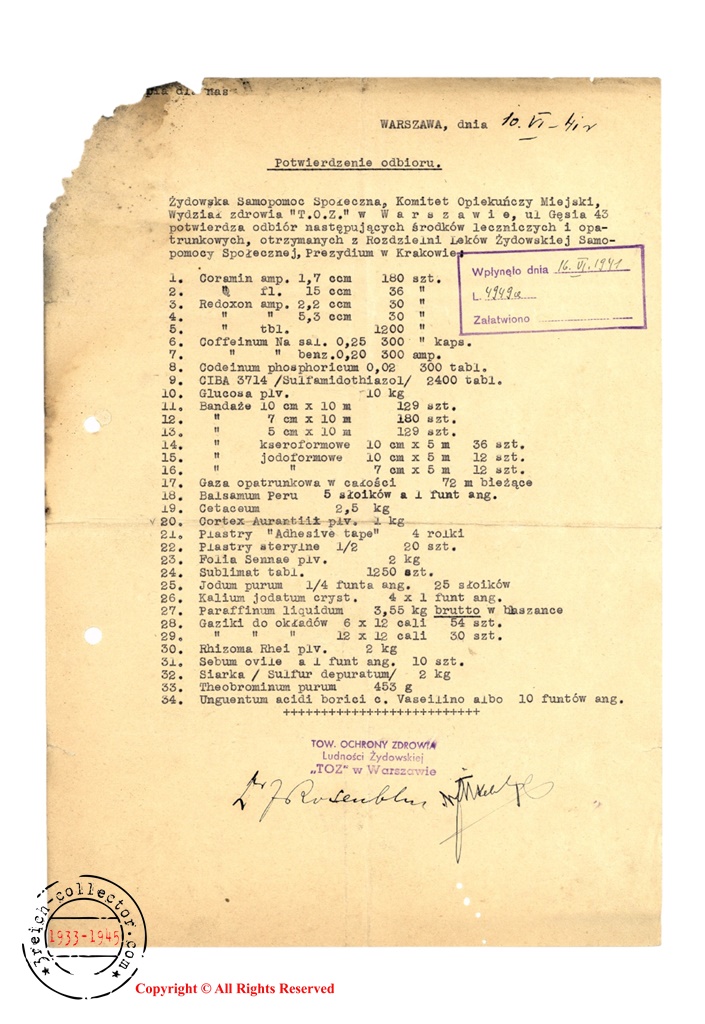 dla nas
WARSZAWA, dnia 10. VI - 41 r
Potwierdzenie odbioru.
Żydowska Samopomoc Społeczna, Komitet Opiekuńczy Miejski,
Wydział zdrowia "T.O.Z." w W a r s z a w i e, ul Gęsia 43
potwierdza odbiór następujących środków leczniczych i opa-
trunkowych, otrzymanych z Rozdzielni Leków Żydowskiej Samo-
pomocy Społecznej, Prezydium w Krakowie:
Wpłynęło dnia 16. VI. 1941
L. 4949a
Załatwiono
1. Coramin amp. 1,7 ccm 180 szt.
2. " fl. 15 ccm 36 "
3. Redoxon amp. 2,2 ccm 30 "
4. " " 5,3 ccm 30 "
5. " tbl. 1200 "
6. Coffeinum Na sal. 0,25 300 " kaps.
7. " " benz.0,20 300 amp.
8. Codeinum phosphoricum 0,02 300 tabl.
9. CIBA 3714 /Sulfamidothiazol/ 2400 tabl.
10. Glucosa plv. 10 kg
11. Bandaże 10 cm x 10 m 129 szt.
12. " 7 cm x 10 m 180 szt.
13. " 5 cm x 10 m 129 szt.
14. " kseroformowe 10 cm x 5 m 36 szt.
15. " jodoformowe 10 cm x 5 m 12 szt.
16. " " 7 cm x 5 m 12 szt.
17. Gaza opatrunkowa w całości 72 m bieżące
18. Balsamum Peru 5 słoików a 1 funt ang.
19. Cetaceum 2,5 kg
20. Cortex Aurantii plv. 1 kg
21. Plastry "Adhesive tape" 4 rolki
22. Plastry sterylne 1/2 20 szt.
23. Folia Sennae plv. 2 kg
24. Sublimat tabl. 1250 szt.
25. Jodum purum 1/4 funta ang. 25 słoików
26. Kalium jodatum cryst. 4 x 1 funt ang.
27. Paraffinum liquidum 3,55 kg brutto w blaszance
28. Gaziki do okładów 6 x 12 cali 54 szt.
29. " " " 12 x 12 cali 30 szt.
30. Rhizoma Rhei plv. 2 kg
31. Sebum ovile a 1 funt ang. 10 szt.
32. Siarka / Sulfur depuratum/ 2 kg
33. Theobrominum purum 453 g
34. Unguentum acidi borici c. Vaseilino albo 10 funtów ang.
++++++++++++++++++++++++++
TOW. OCHRONY ZDROWIA
Ludności Żydowskiej
„TOZ" w Warszawie
Dr J Rosenblum
3reich-collector.com
1933-1945
Copyright © All Rights Reserved